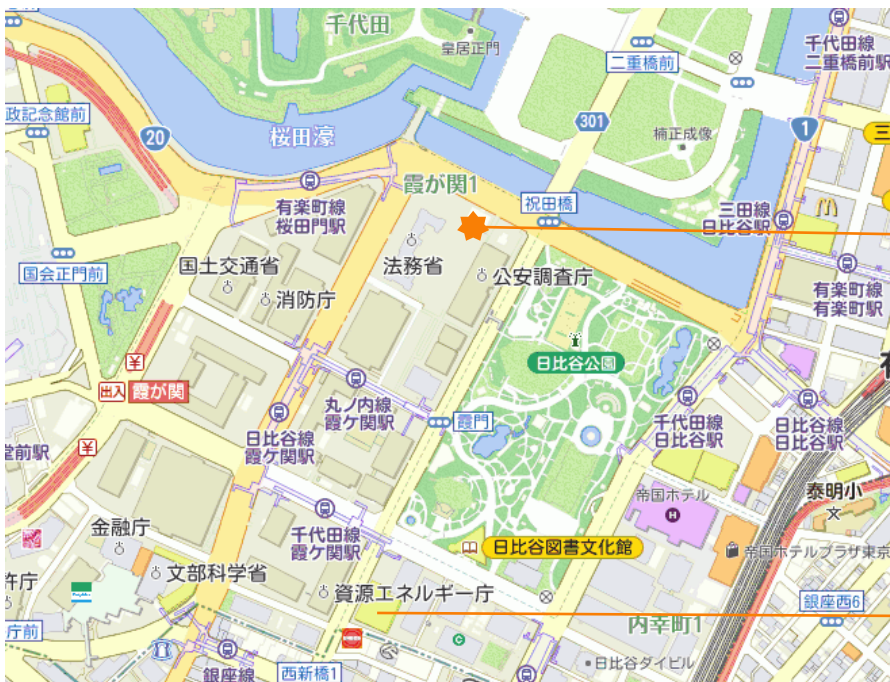 千代田
皇居正門
千代田線
二重橋前駅
二重橋前
政記念館前
20
桜田濠
301
楠正成像
1
三
霞が関1
有楽町線
桜田門駅
祝田橋
三田線
日比谷駅
国会正門前
国土交通省
法務省
公安調査庁
消防庁
有楽町線
有楽町駅
日比谷公園
¥
出入
霞が関
丸ノ内線
霞ケ関駅
霞門
日比谷線
霞ケ関駅
千代田線
日比谷駅
日比谷線
日比谷駅
堂前駅
¥
帝国ホテル
H
泰明小
文
千代田線
霞ケ関駅
金融庁
日比谷図書文化館
帝国ホテルプラザ東京
文部科学省
許庁
資源エネルギー庁
銀座西6
内幸町1
庁前
日比谷ダイビル
銀座線
西新橋1